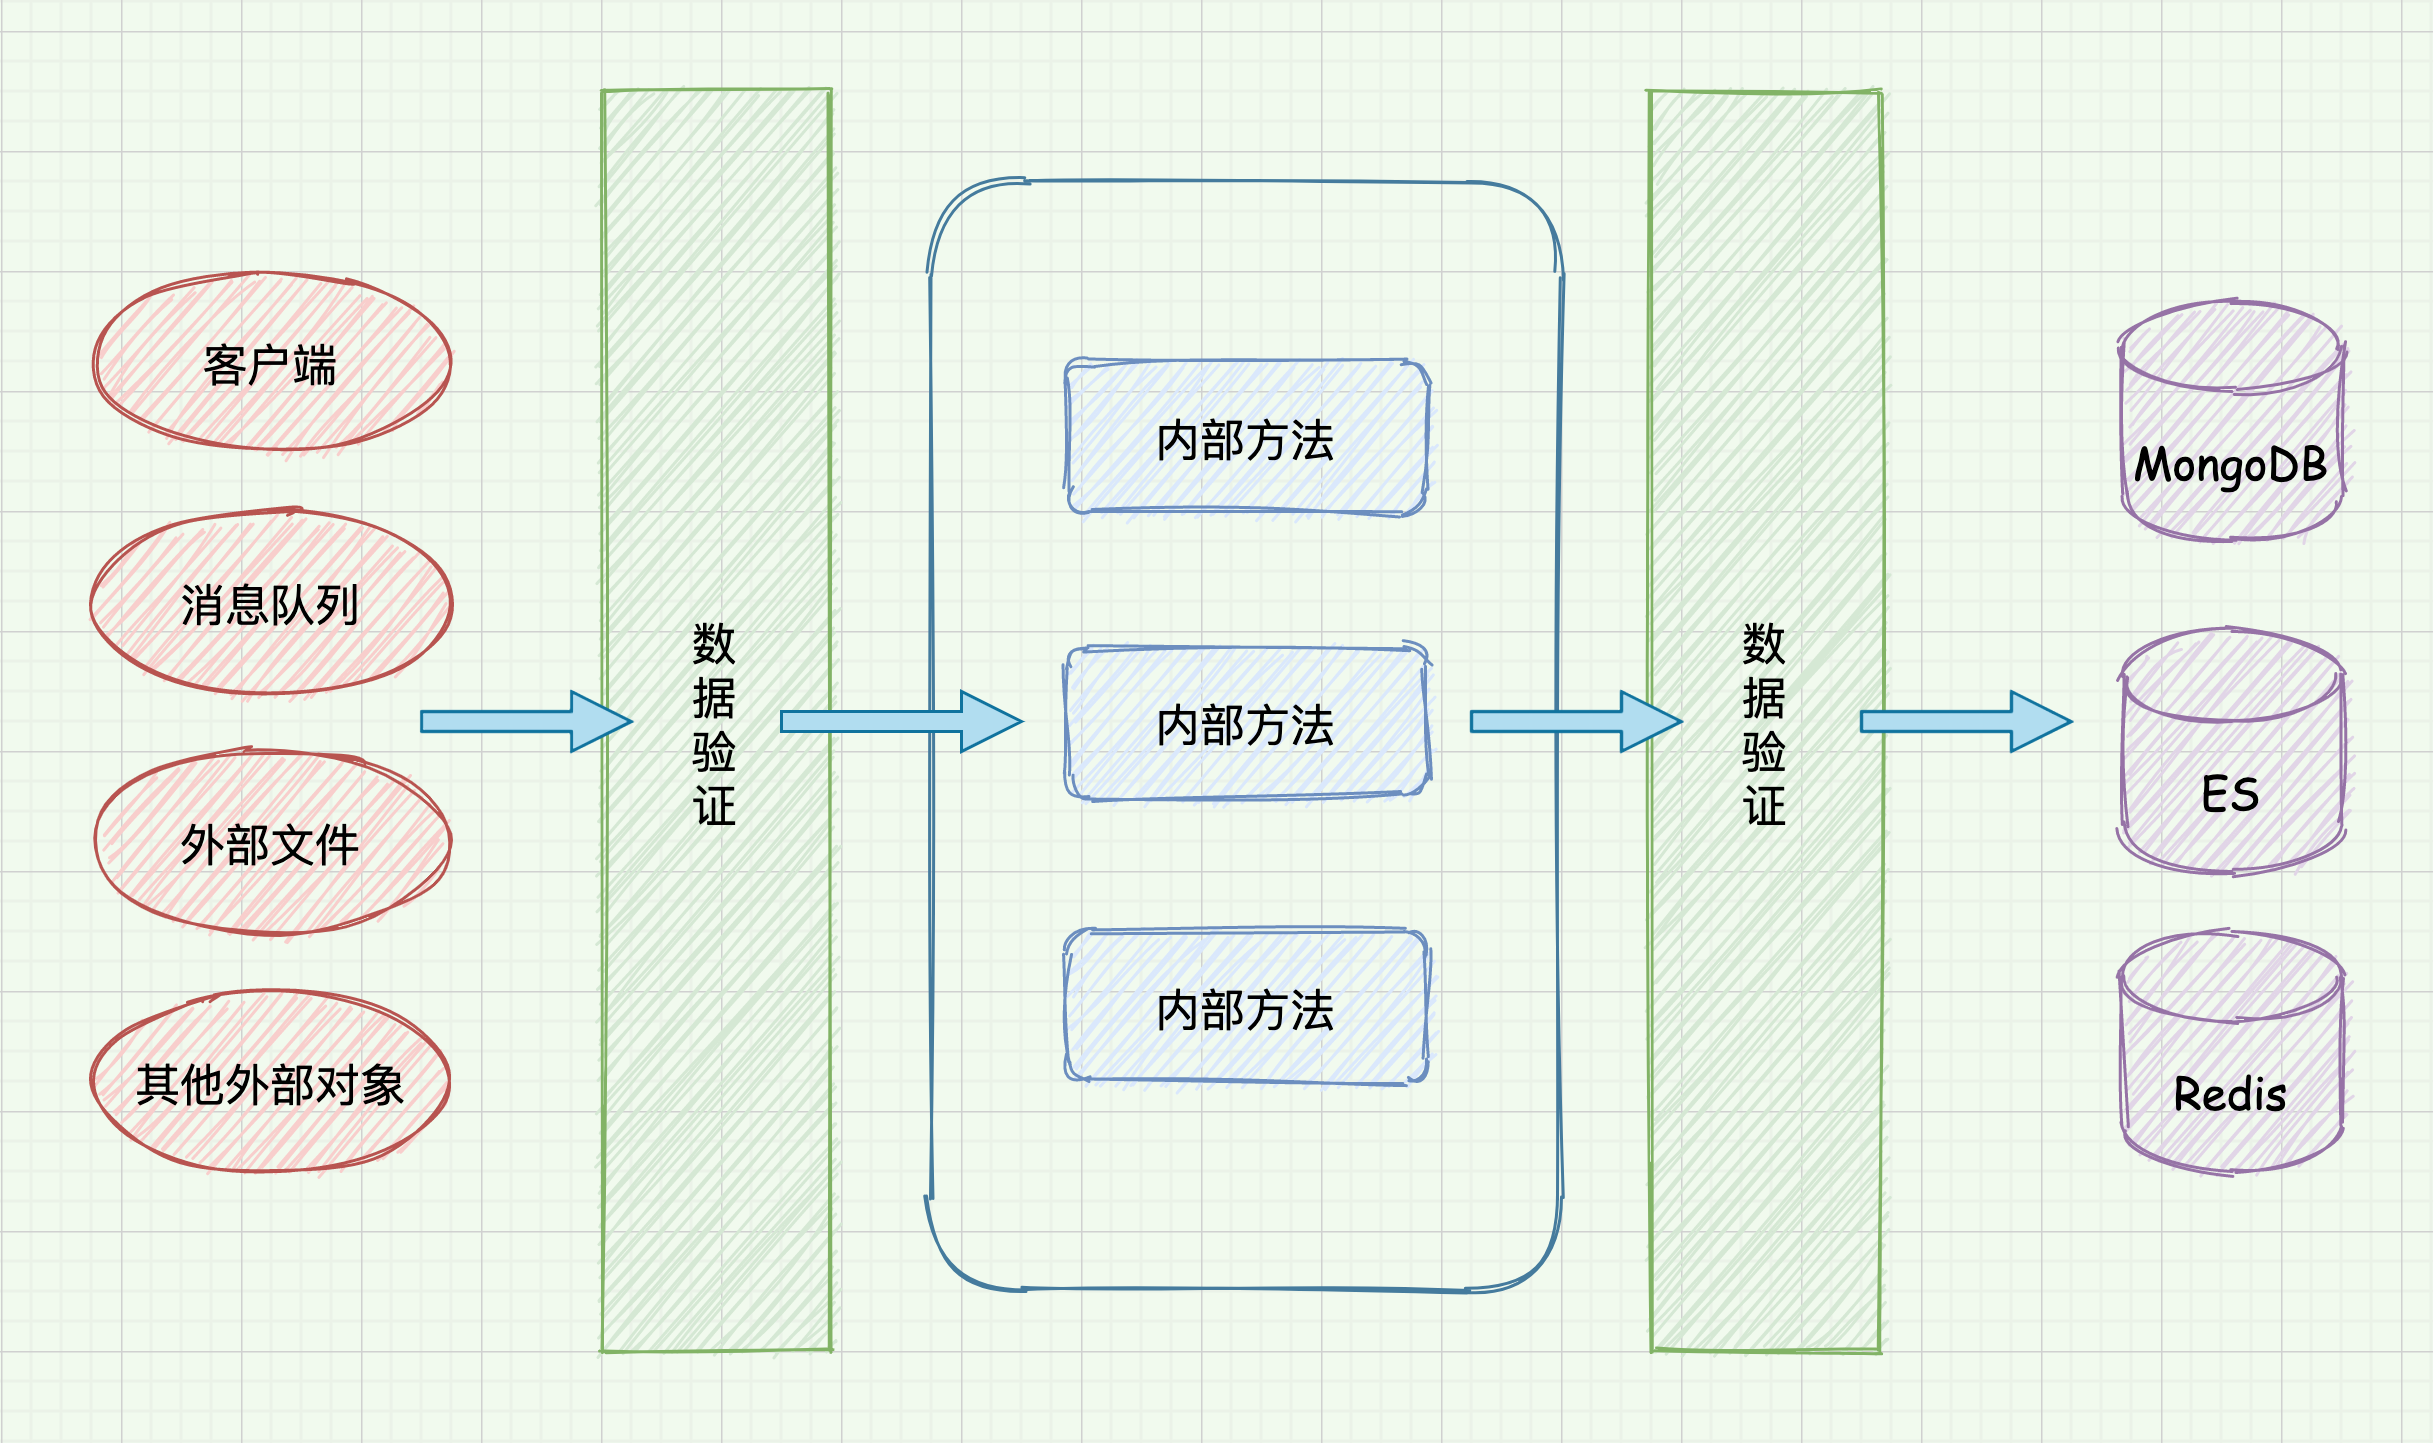 客户端
消息队列
外部文件
其他外部对象
数
据
验
证
内部方法
内部方法
内部方法
数
据
验
证
MongoDB
ES
Redis